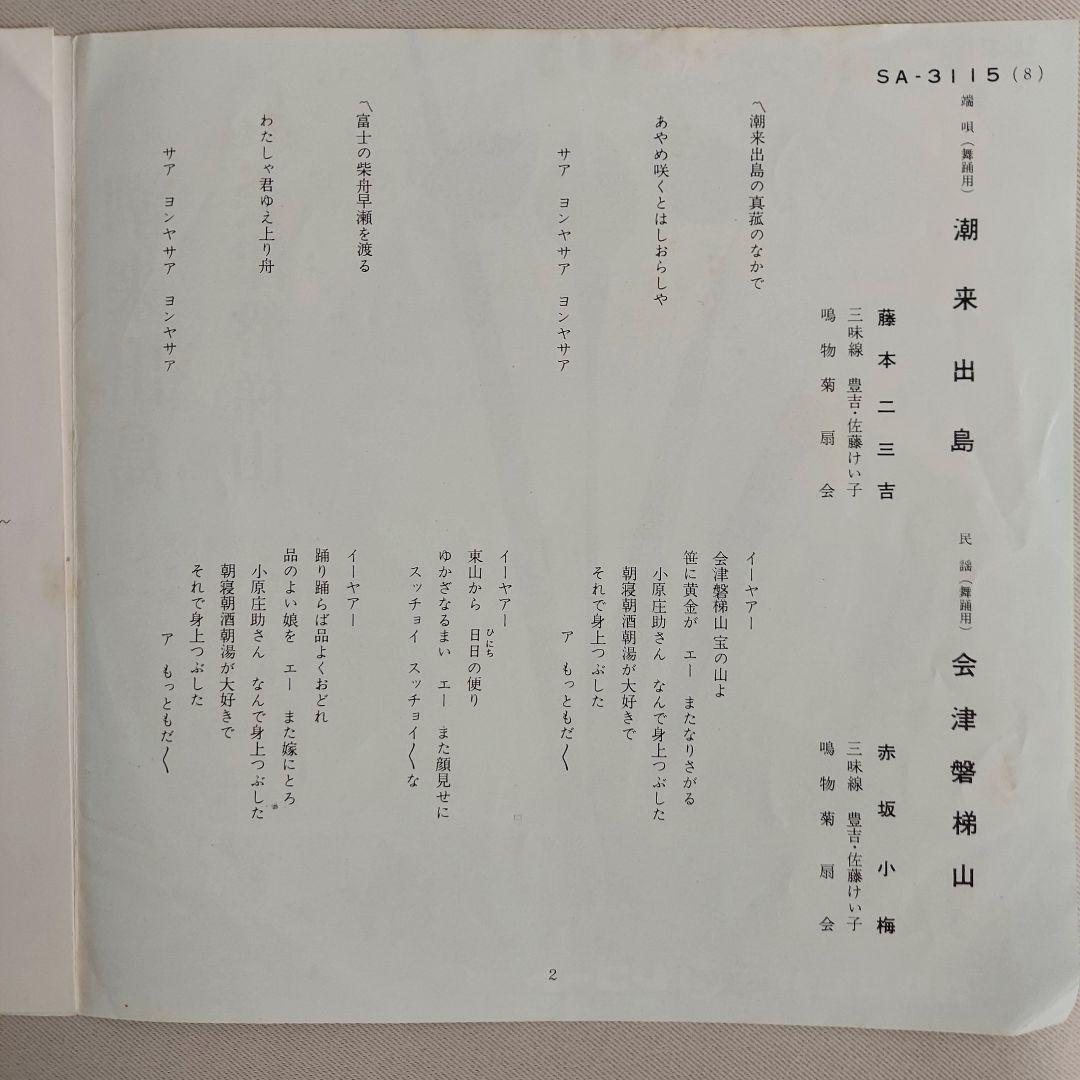 SA-3115(8)
端唄(舞踊用) 潮来出島
藤本二三吉
三味線 豊吉・佐藤けい子
鳴物 菊扇会
〽潮来出島の真菰のなかで
あやめ咲くとはしおらしや
サア ヨンヤサア ヨンヤサア
〽富士の柴舟早瀬を渡る
わたしゃ君ゆえ上り舟
サア ヨンヤサア ヨンヤサア
民謡(舞踊用) 会津磐梯山
赤坂小梅
三味線 豊吉・佐藤けい子
鳴物 菊扇会
イーヤアー
会津磐梯山 宝の山よ
笹に黄金が エー またなりさがる
小原庄助さん なんで身上つぶした
朝寝朝酒朝湯が大好きで
それで身上つぶした
ア もっともだ〱
イーヤアー
東山から 日日の便り
ひにち
ゆかざなるまい エー また顔見せに
スッチョイ スッチョイ〱な
イーヤアー
踊り踊らば品よくおどれ
品のよい娘を エー また嫁にとろ
小原庄助さん なんで身上つぶした
朝寝朝酒朝湯が大好きで
それで身上つぶした
ア もっともだ〱
2